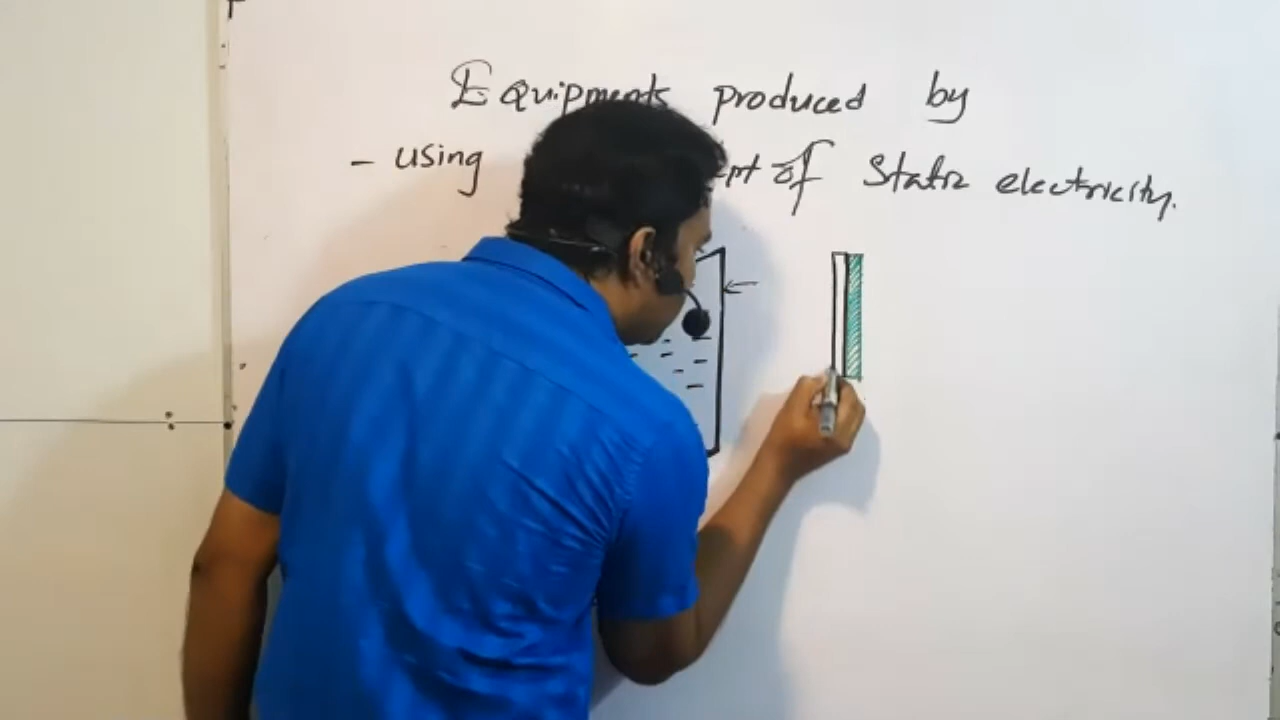 Equipments produced by
- using of Static electricity.